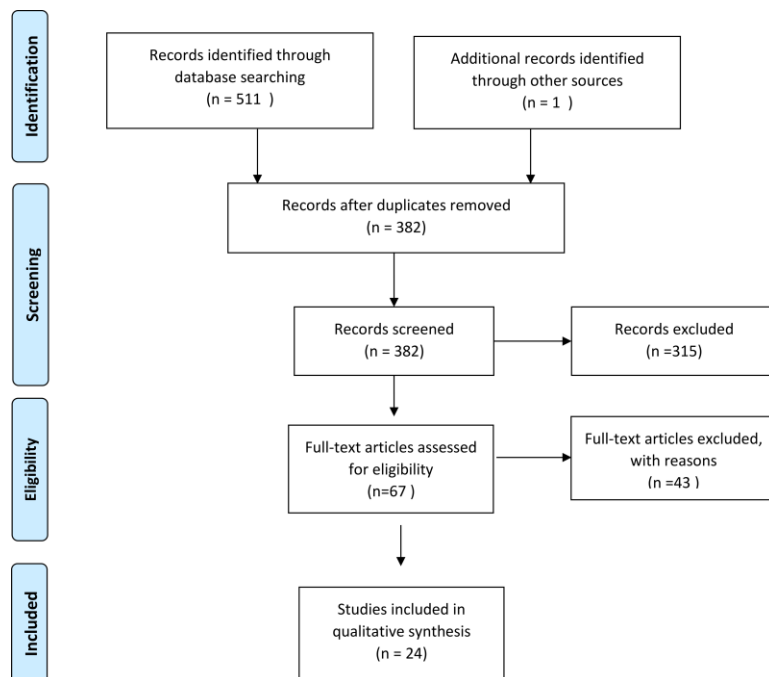 Identification
Records identified through
database searching
(n = 511 )
Additional records identified
through other sources
(n = 1 )
Screening
Records after duplicates removed
(n = 382)
Records screened
(n = 382)
Records excluded
(n =315)
Eligibility
Full-text articles assessed
for eligibility
(n=67 )
Full-text articles excluded,
with reasons
(n =43 )
Included
Studies included in
qualitative synthesis
(n = 24)